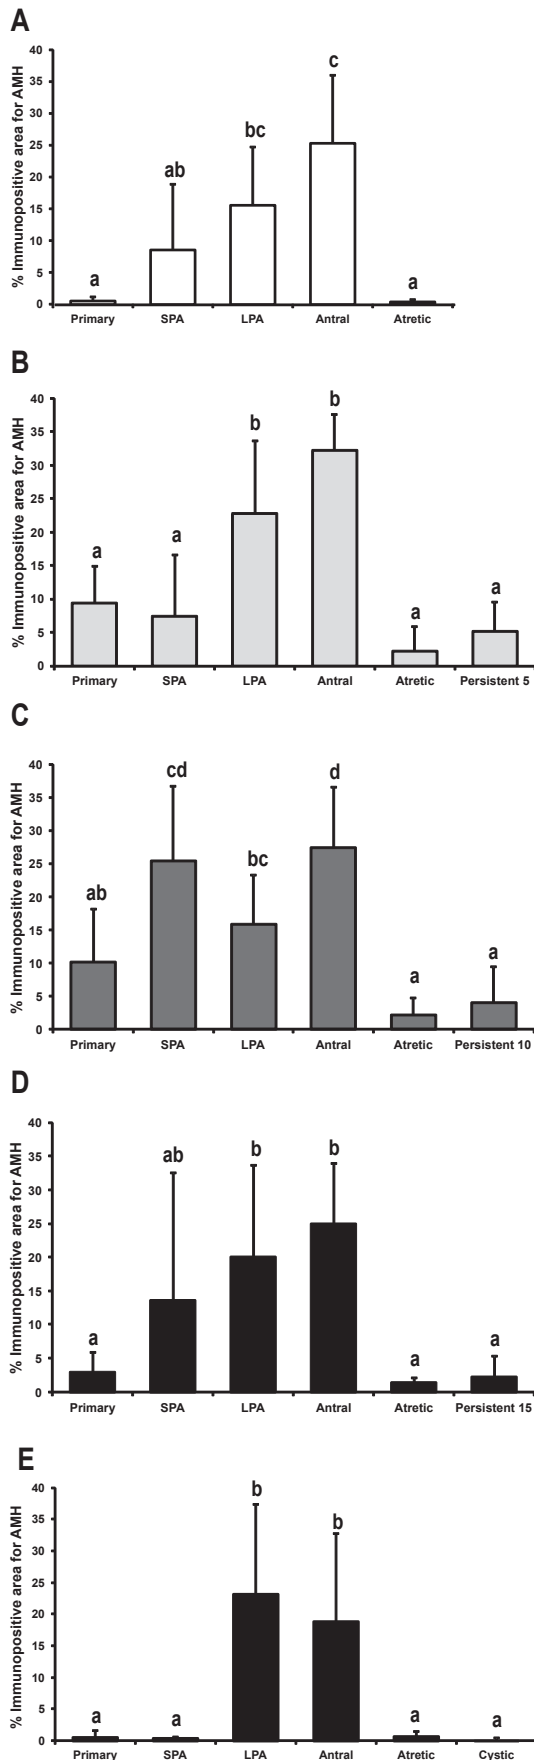 A
% Immunopositive area for AMH
40
35
30
25
20
15
10
5
0
a
ab
bc
c
a
Primary SPA LPA Antral Atretic
B
% Immunopositive area for AMH
40
35
30
25
20
15
10
5
0
a
a
b
b
a
a
Primary SPA LPA Antral Atretic Persistent 5
C
% Immunopositive area for AMH
40
35
30
25
20
15
10
5
0
ab
cd
bc
d
a
a
Primary SPA LPA Antral Atretic Persistent 10
D
% Immunopositive area for AMH
40
35
30
25
20
15
10
5
0
a
ab
b
b
a
a
Primary SPA LPA Antral Atretic Persistent 15
E
% Immunopositive area for AMH
40
35
30
25
20
15
10
5
0
a
a
b
b
a
a
Primary SPA LPA Antral Atretic Cystic